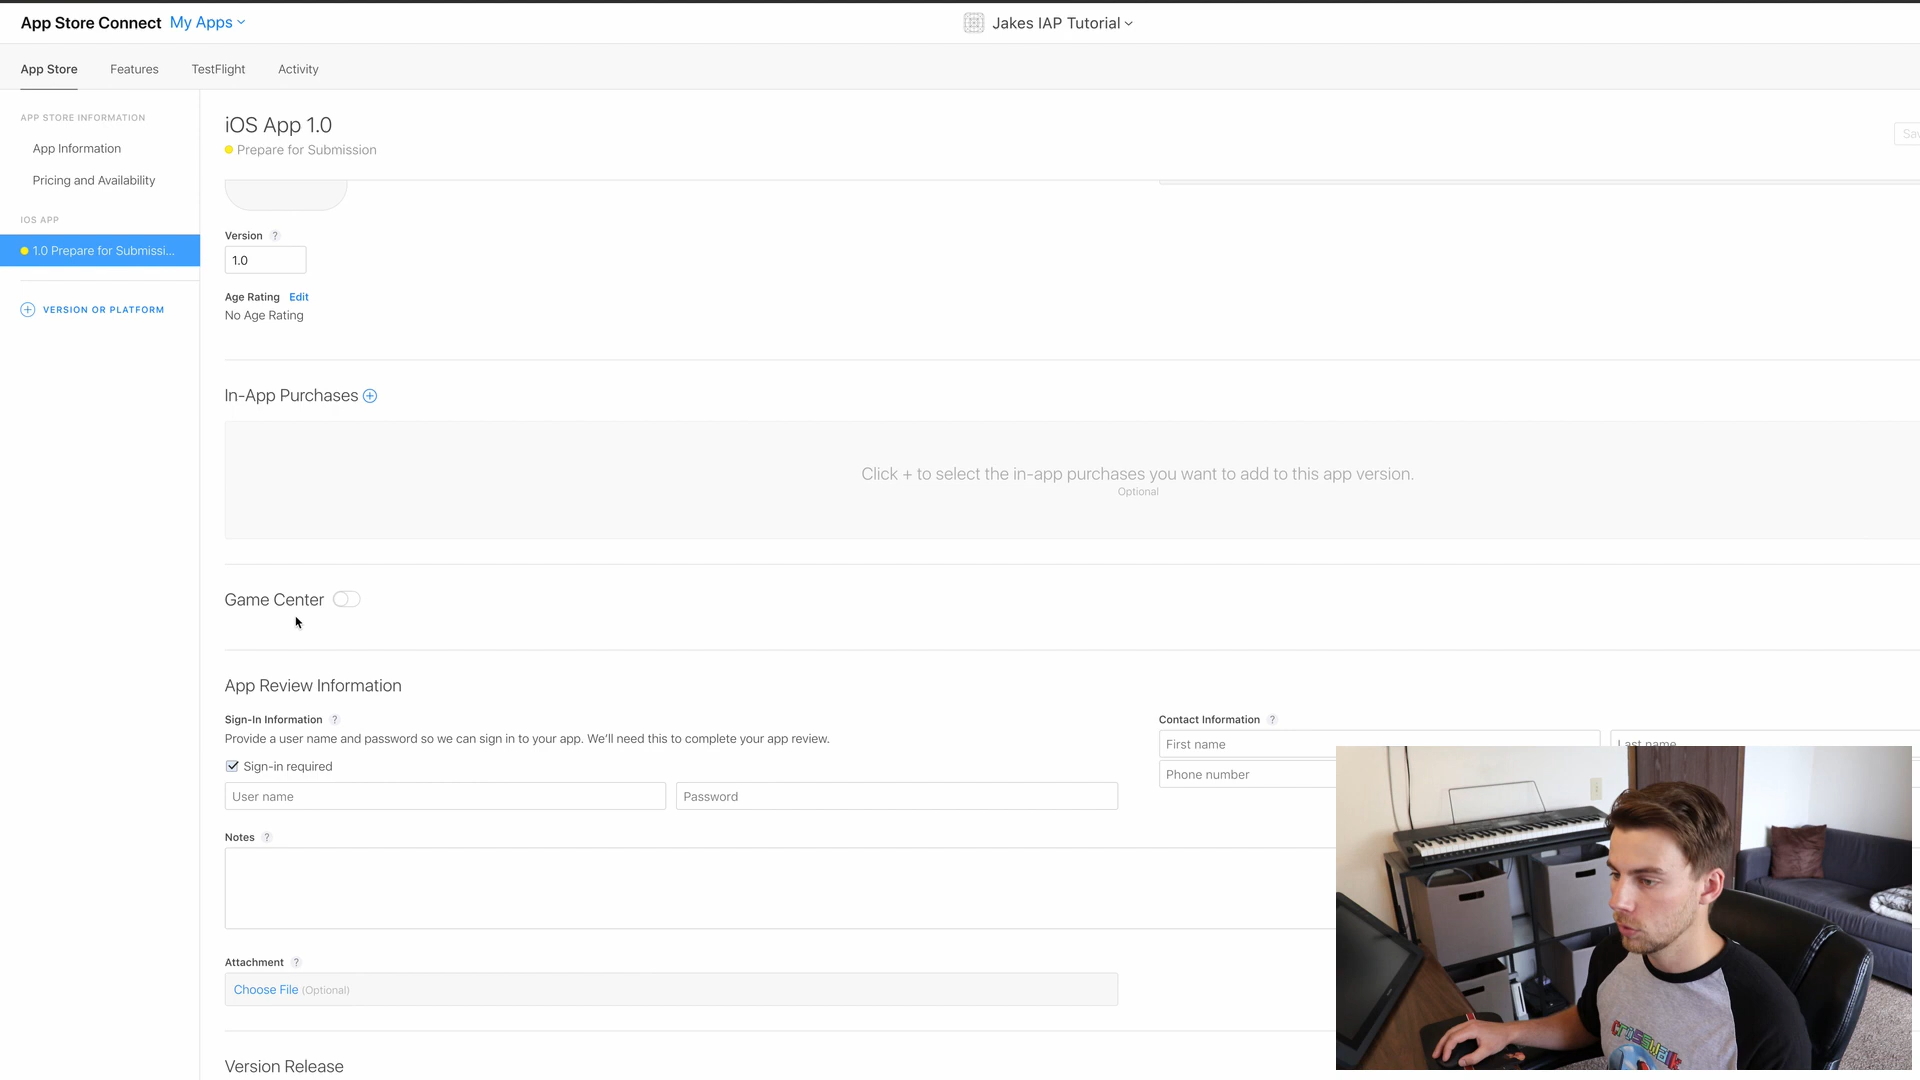 App Store Connect My Apps
Jakes IAP Tutorial
App Store Features TestFlight Activity
APP STORE INFORMATION
App Information
Pricing and Availability
IOS APP
1.0 Prepare for Submissi...
VERSION OR PLATFORM
iOS App 1.0
Prepare for Submission
Sav
Version ?
1.0
Age Rating Edit
No Age Rating
In-App Purchases
Click + to select the in-app purchases you want to add to this app version.
Optional
Game Center
App Review Information
Sign-In Information ?
Provide a user name and password so we can sign in to your app. We'll need this to complete your app review.
Sign-in required
User name Password
Contact Information ?
First name Last name
Phone number
Notes ?
Attachment ?
Choose File (Optional)
Version Release
CROSSWALK